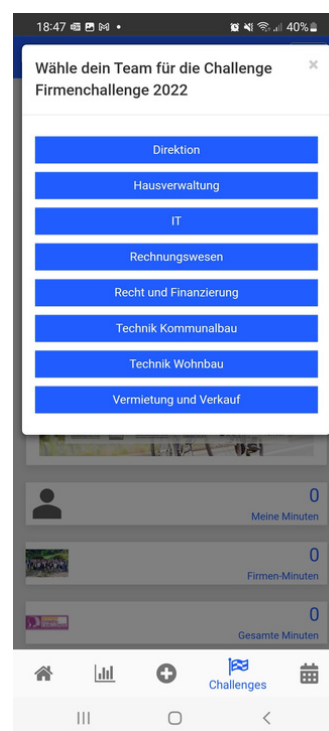 18:47
40%
Wähle dein Team für die Challenge
Firmenchallenge 2022
×
Direktion
Hausverwaltung
IT
Rechnungswesen
Recht und Finanzierung
Technik Kommunalbau
Technik Wohnbau
Vermietung und Verkauf
0
Meine Minuten
0
Firmen-Minuten
0
Gesamte Minuten
Challenges